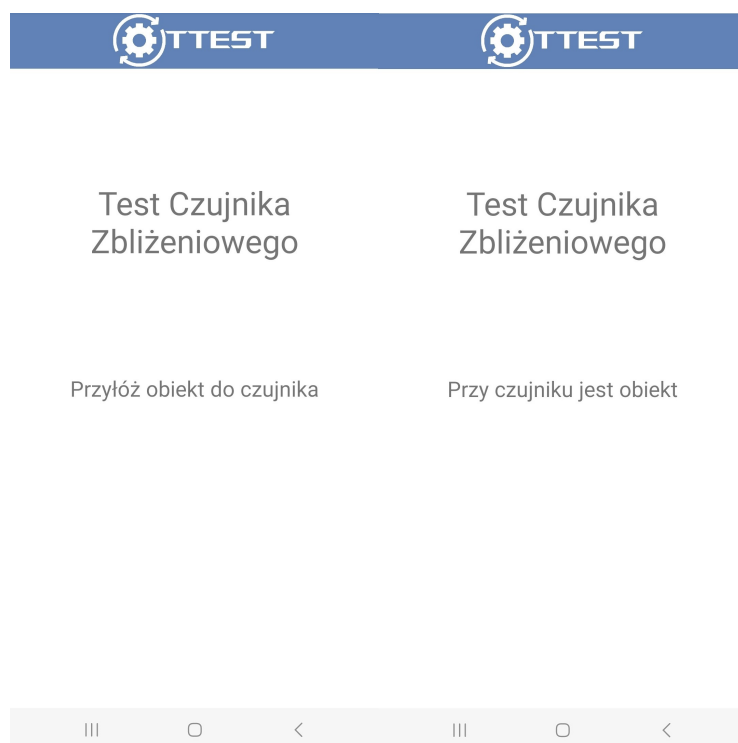 TTEST
Test Czujnika
Zbliżeniowego
Przyłóż obiekt do czujnika
TTEST
Test Czujnika
Zbliżeniowego
Przy czujniku jest obiekt